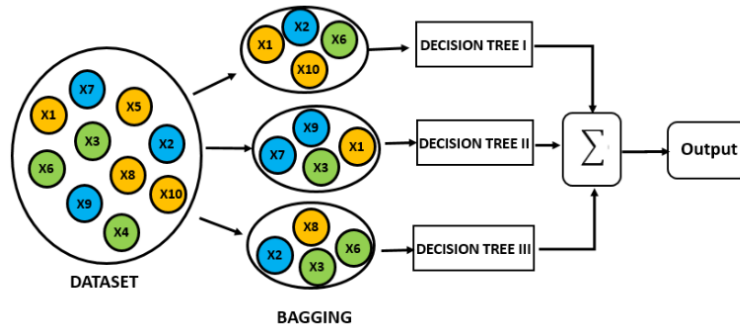 X7
X1
X5
X3
X2
X6
X8
X10
X9
X4
DATASET
X2
X1
X6
X10
X9
X7
X1
X3
X8
X2
X6
X3
BAGGING
DECISION TREE I
DECISION TREE II
DECISION TREE III
∑
Output